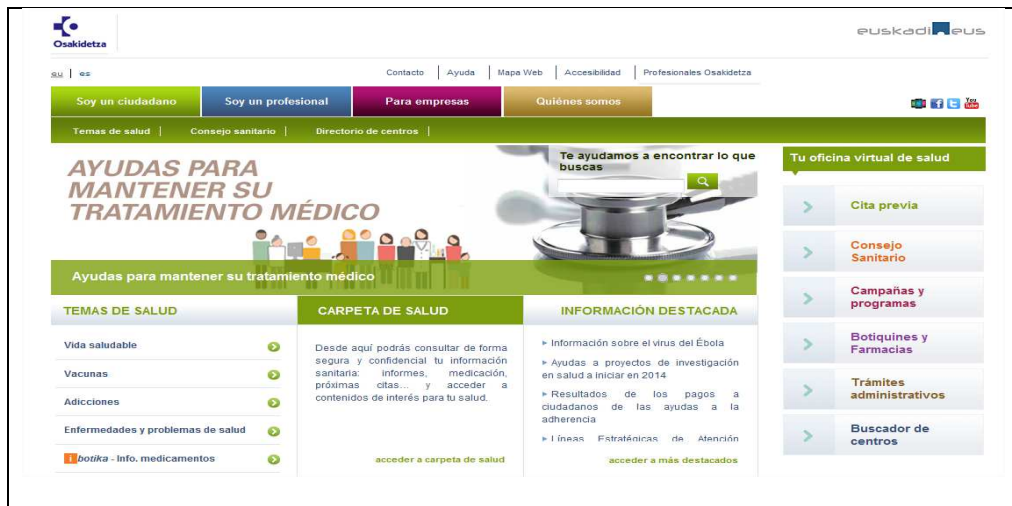 Osakidetza
euskadi eus
eu | es
Contacto | Ayuda | Mapa Web | Accesibilidad | Profesionales Osakidetza
Soy un ciudadano
Soy un profesional
Para empresas
Quiénes somos
You Tube
Temas de salud | Consejo sanitario | Directorio de centros |
AYUDAS PARA
MANTENER SU
TRATAMIENTO MÉDICO
Te ayudamos a encontrar lo que
buscas
Ayudas para mantener su tratamiento médico
TEMAS DE SALUD
Vida saludable
Vacunas
Adicciones
Enfermedades y problemas de salud
i botika - Info. medicamentos
CARPETA DE SALUD
Desde aquí podrás consultar de forma
segura y confidencial tu información
sanitaria: informes, medicación,
próximas citas... y acceder a
contenidos de interés para tu salud.
acceder a carpeta de salud
INFORMACIÓN DESTACADA
Información sobre el virus del Ébola
Ayudas a proyectos de investigación
en salud a iniciar en 2014
Resultados de los pagos a
ciudadanos de las ayudas a la
adherencia
Líneas Estratégicas de Atención
acceder a más destacados
Tu oficina virtual de salud
Cita previa
Consejo
Sanitario
Campañas y
programas
Botiquines y
Farmacias
Trámites
administrativos
Buscador de
centros